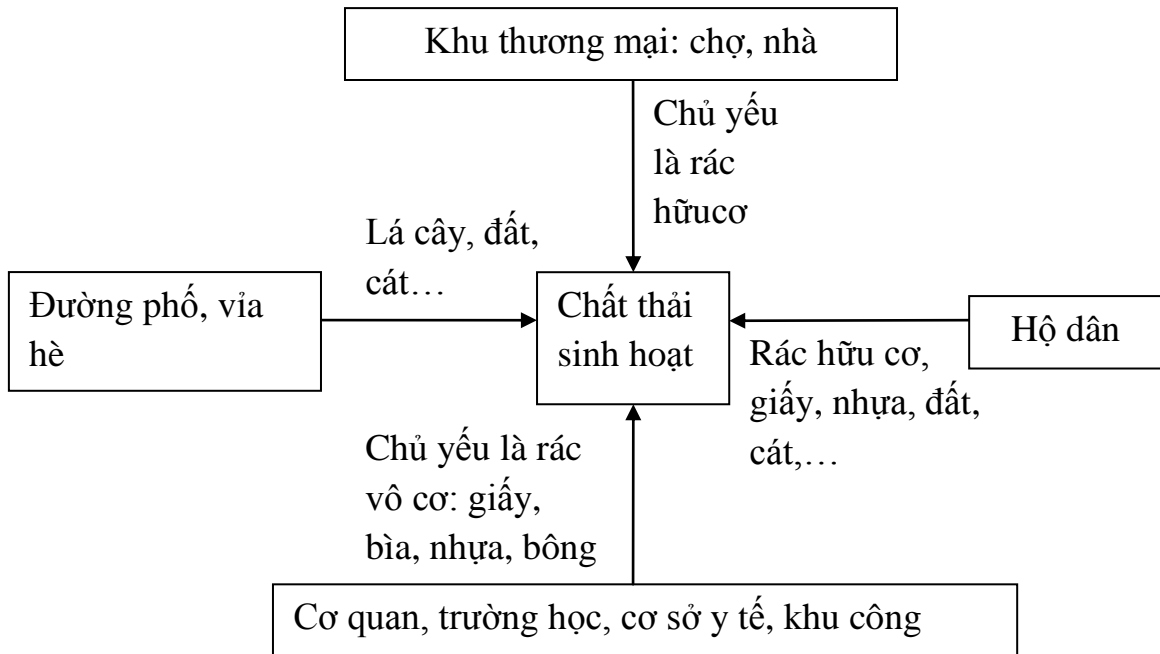 Khu thương mại: chợ, nhà
Chủ yếu
là rác
hữucơ
Lá cây, đất,
cát…
Đường phố, vỉa
hè
Chất thải
sinh hoạt
Hộ dân
Rác hữu cơ,
giấy, nhựa, đất,
cát,…
Chủ yếu là rác
vô cơ: giấy,
bìa, nhựa, bông
Cơ quan, trường học, cơ sở y tế, khu công